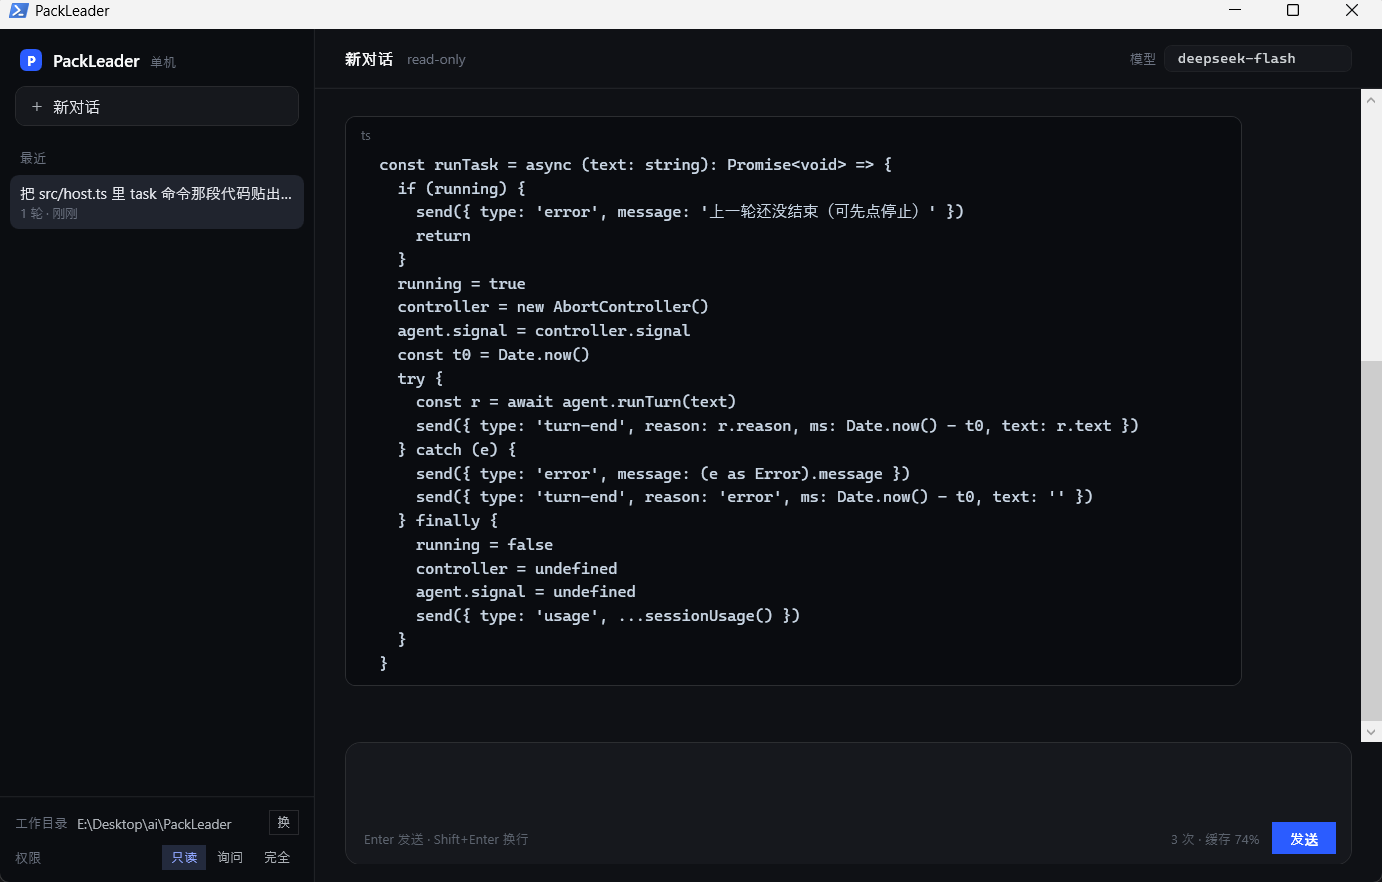 PackLeader
P PackLeader 单机
+ 新对话
最近
把 src/host.ts 里 task 命令那段代码贴出...
1 轮 · 刚刚
工作目录 E:\Desktop\ai\PackLeader 换
权限 只读 询问 完全
新对话 read-only
模型 deepseek-flash
ts
const runTask = async (text: string): Promise<void> => {
  if (running) {
    send({ type: 'error', message: '上一轮还没结束（可先点停止）' })
    return
  }
  running = true
  controller = new AbortController()
  agent.signal = controller.signal
  const t0 = Date.now()
  try {
    const r = await agent.runTurn(text)
    send({ type: 'turn-end', reason: r.reason, ms: Date.now() - t0, text: r.text })
  } catch (e) {
    send({ type: 'error', message: (e as Error).message })
    send({ type: 'turn-end', reason: 'error', ms: Date.now() - t0, text: '' })
  } finally {
    running = false
    controller = undefined
    agent.signal = undefined
    send({ type: 'usage', ...sessionUsage() })
  }
}
Enter 发送 · Shift+Enter 换行
3 次 · 缓存 74%
发送